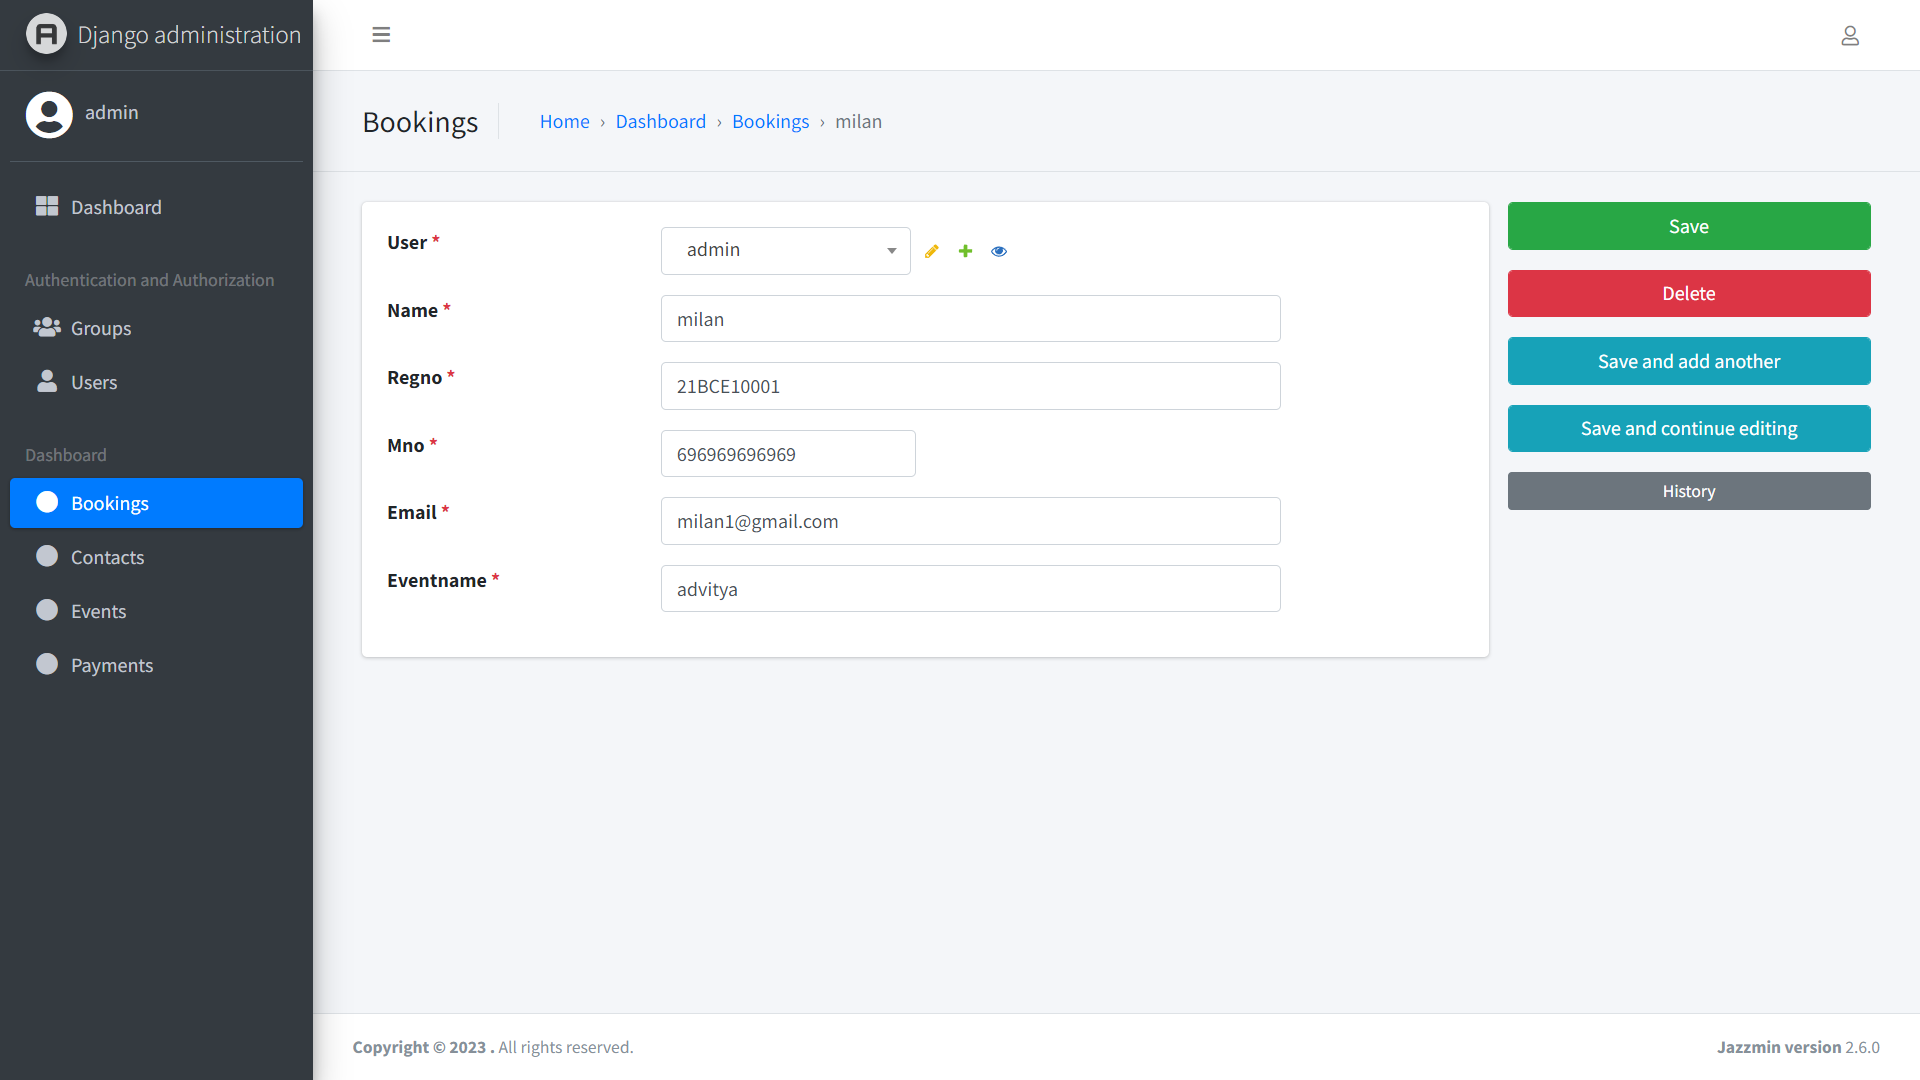 Django administration
admin
Dashboard
Authentication and Authorization
Groups
Users
Dashboard
Bookings
Contacts
Events
Payments
Bookings
Home › Dashboard › Bookings › milan
User * admin
Name * milan
Regno * 21BCE10001
Mno * 696969696969
Email * milan1@gmail.com
Eventname * advitya
Save
Delete
Save and add another
Save and continue editing
History
Copyright © 2023 . All rights reserved.
Jazzmin version 2.6.0